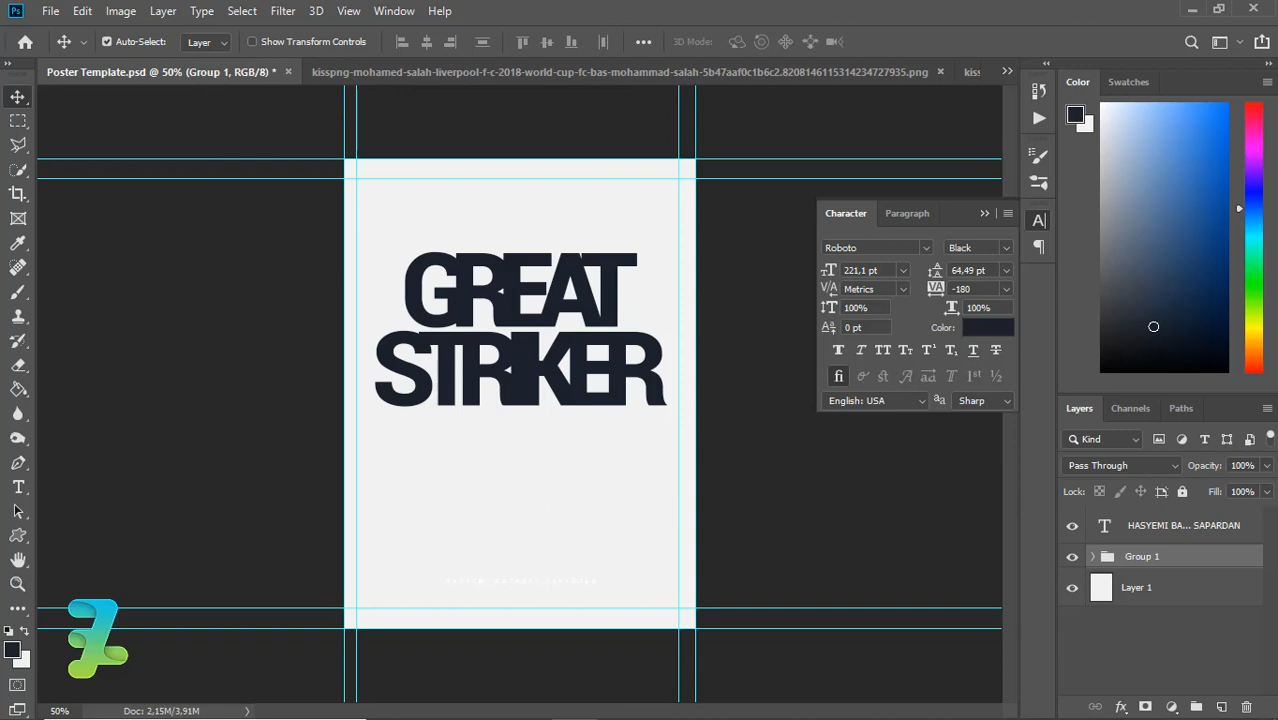 Ps File Edit Image Layer Type Select Filter 3D View Window Help
Auto-Select: Layer Show Transform Controls 3D Mode:
Poster Template.psd @ 50% (Group 1, RGB/8) * kisspng-mohamed-salah-liverpool-f-c-2018-world-cup-fc-bas-mohammad-salah-5b47aaf0c1b6c2.8208146115314234727935.png kiss
Color Swatches
GREAT
STRIKER
Character Paragraph
Roboto Black
221,1 pt 64,49 pt
Metrics -180
100% 100%
0 pt Color:
English: USA Sharp
Layers Channels Paths
Kind
Pass Through Opacity: 100%
Lock: Fill: 100%
HASYEMI BA... SAPARDAN
Group 1
Layer 1
50% Doc: 2,15M/3,91M